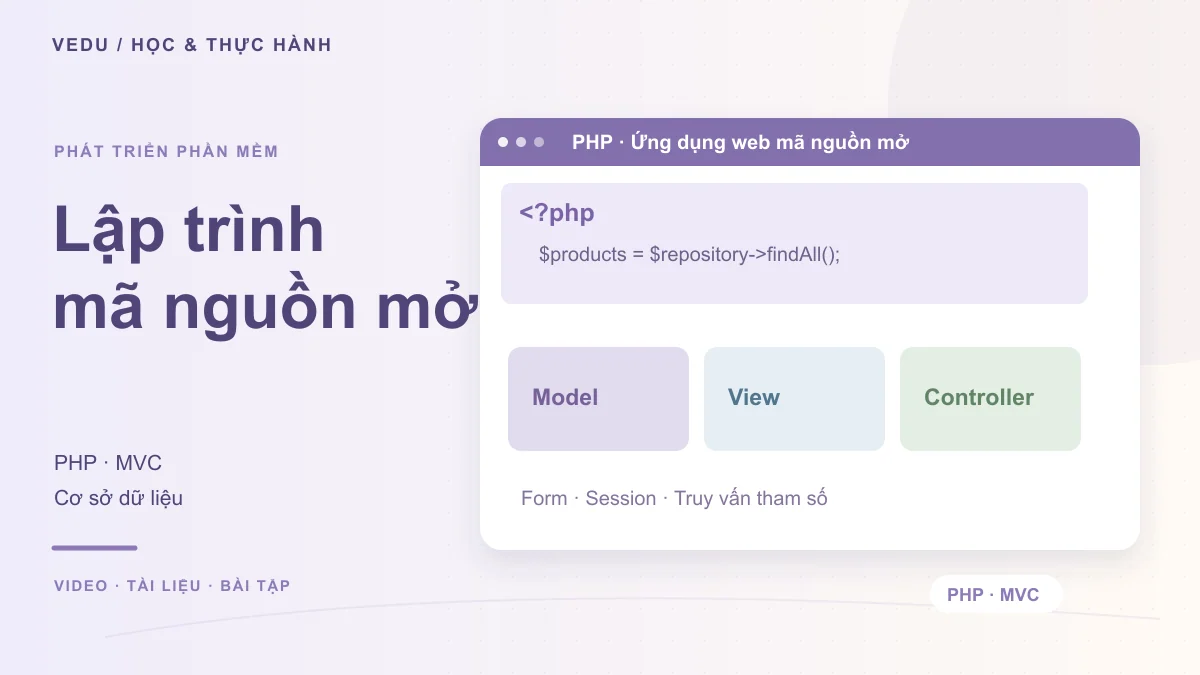 VEDU / HỌC & THỰC HÀNH
PHÁT TRIỂN PHẦN MỀM
Lập trình
mã nguồn mở
PHP · MVC
Cơ sở dữ liệu
VIDEO · TÀI LIỆU · BÀI TẬP
PHP · Ứng dụng web mã nguồn mở
<?php
$products = $repository->findAll();
Model
View
Controller
Form · Session · Truy vấn tham số
PHP · MVC